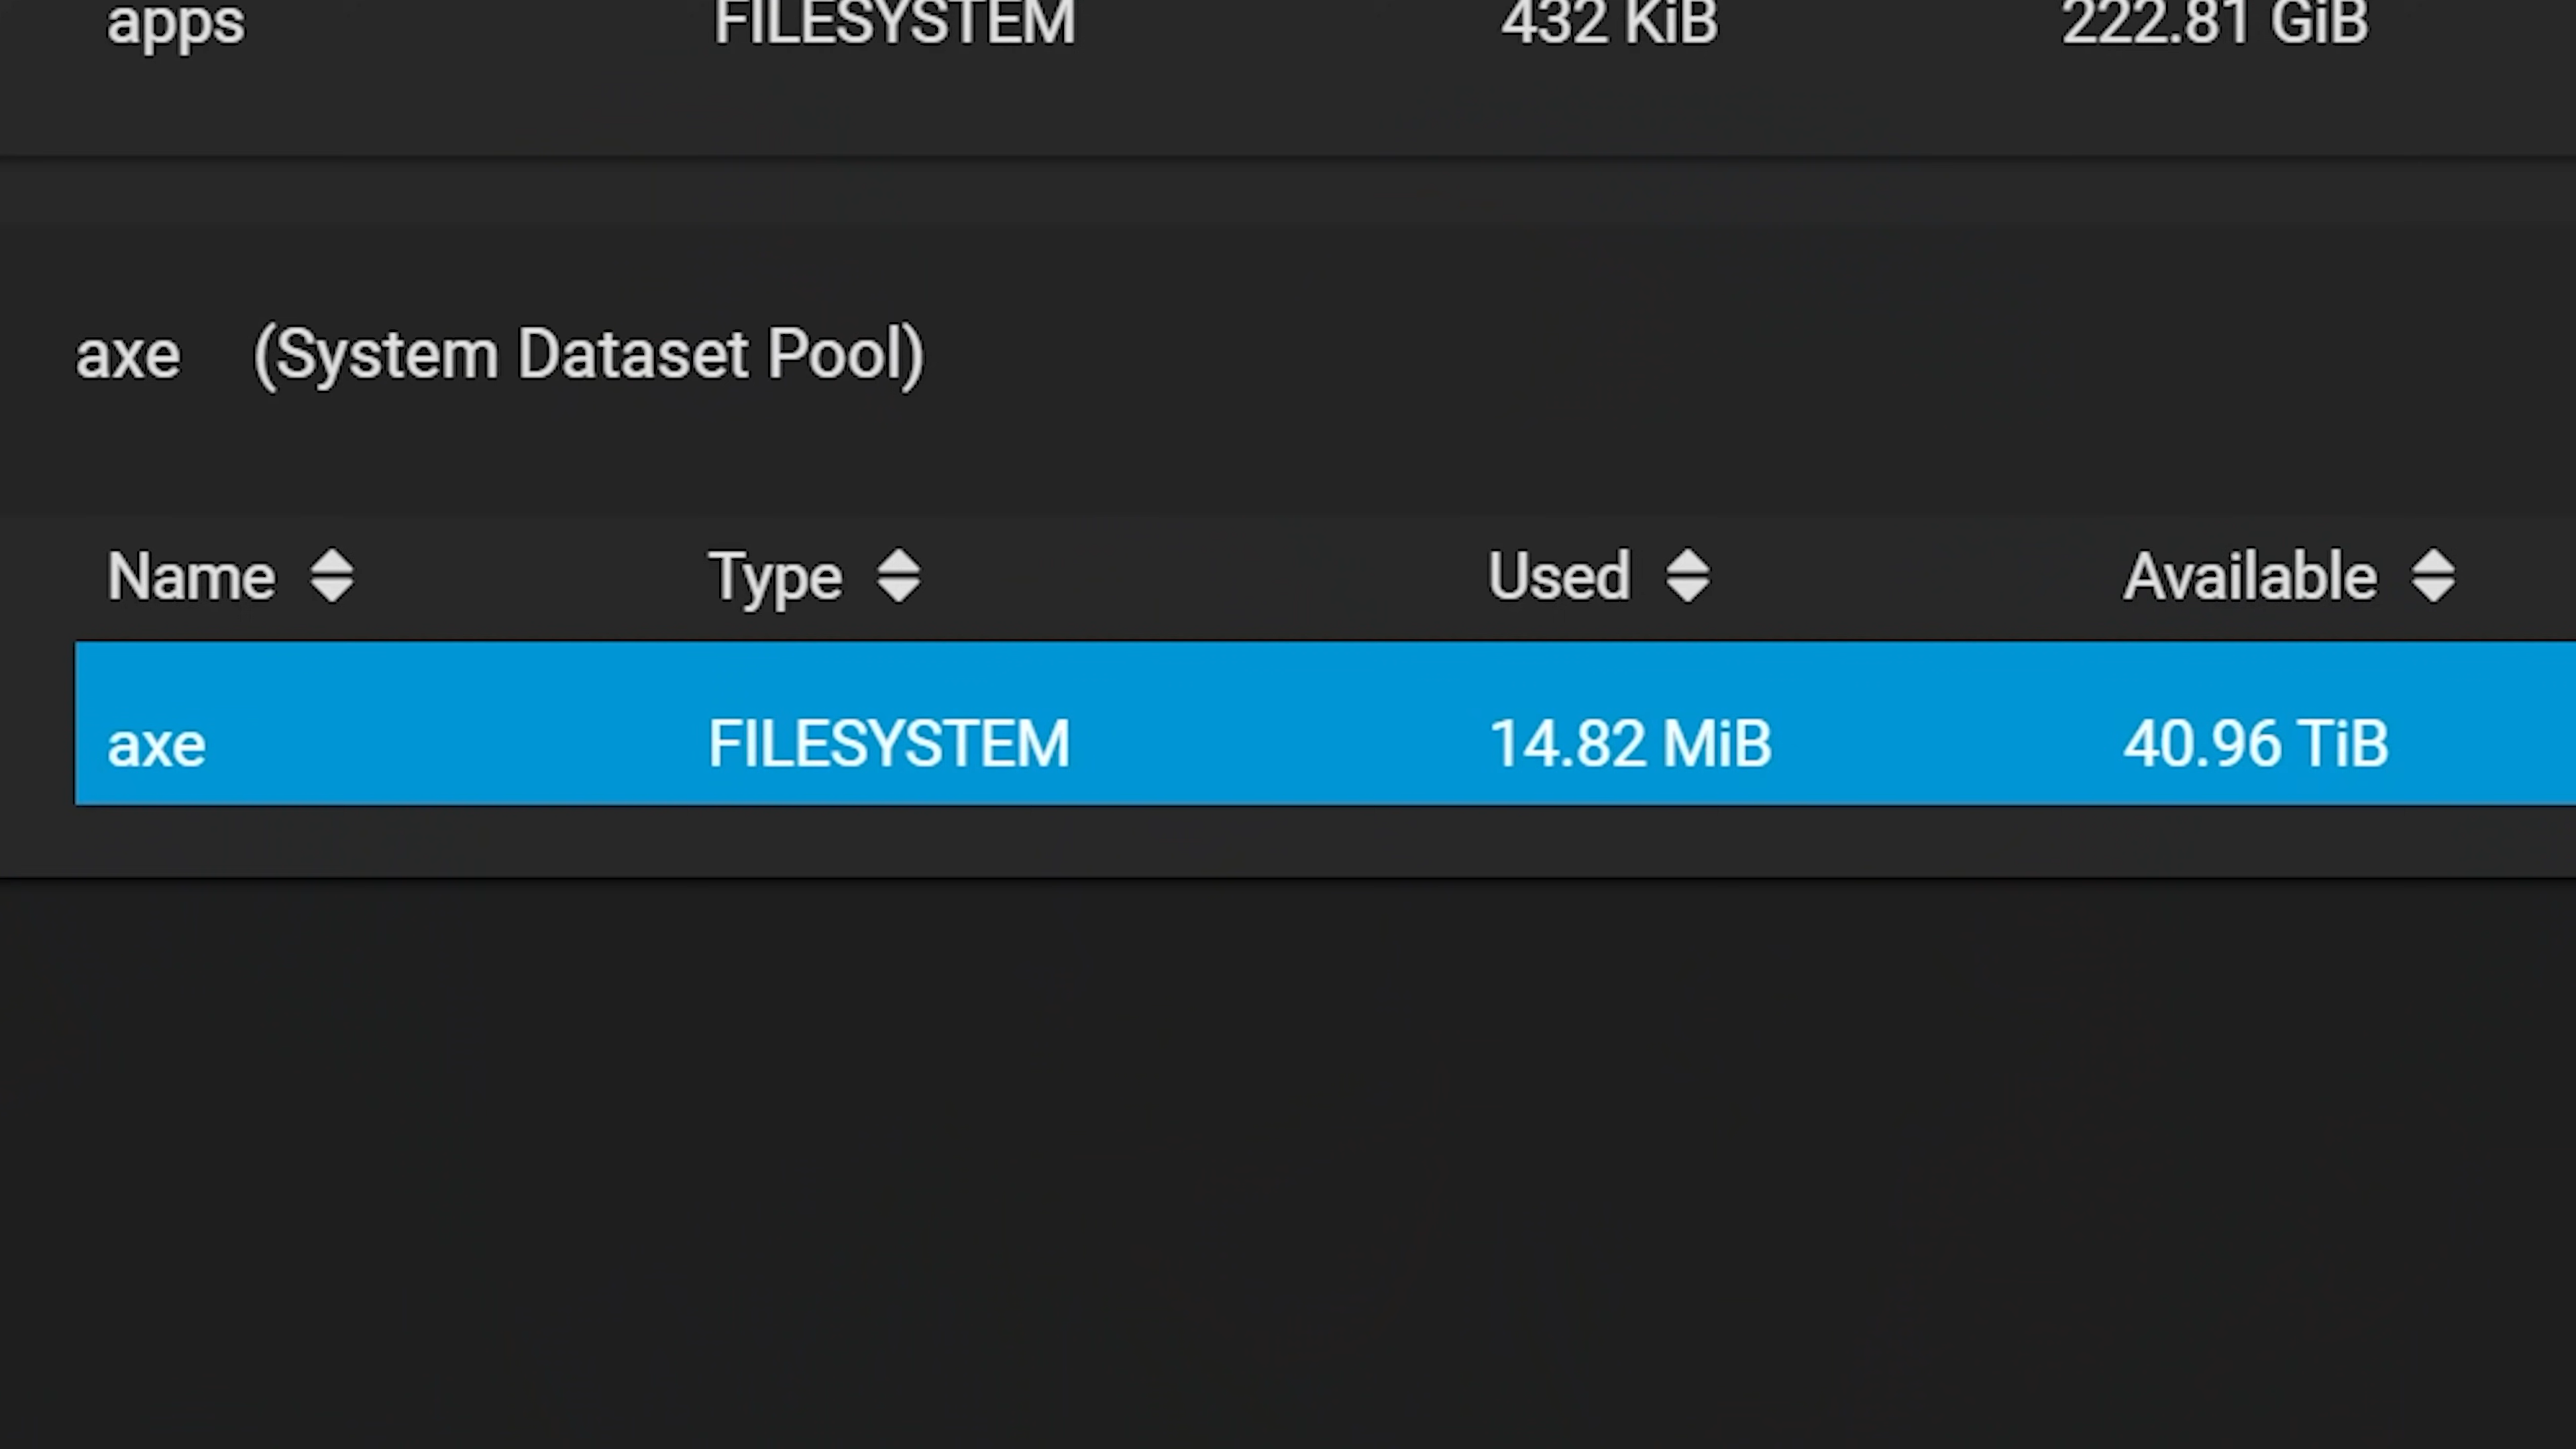 apps FILESYSTEM 432 KiB 222.81 GiB
axe (System Dataset Pool)
Name Type Used Available
axe FILESYSTEM 14.82 MiB 40.96 TiB